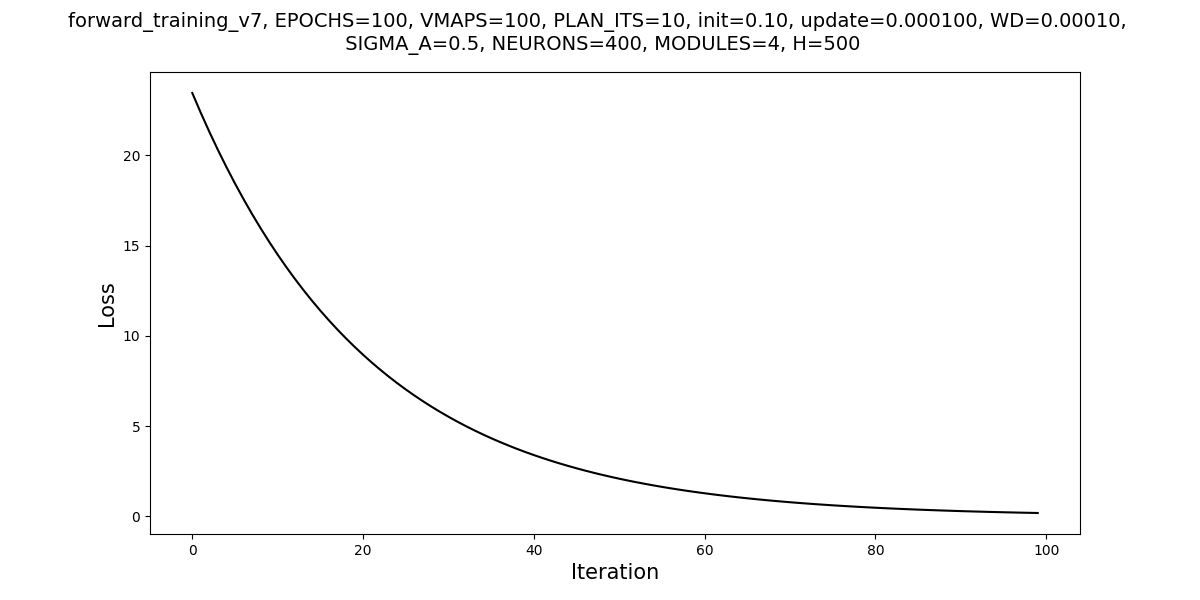 forward_training_v7, EPOCHS=100, VMAPS=100, PLAN_ITS=10, init=0.10, update=0.000100, WD=0.00010,
SIGMA_A=0.5, NEURONS=400, MODULES=4, H=500
Loss
20
15
10
5
0
0 20 40 60 80 100
Iteration